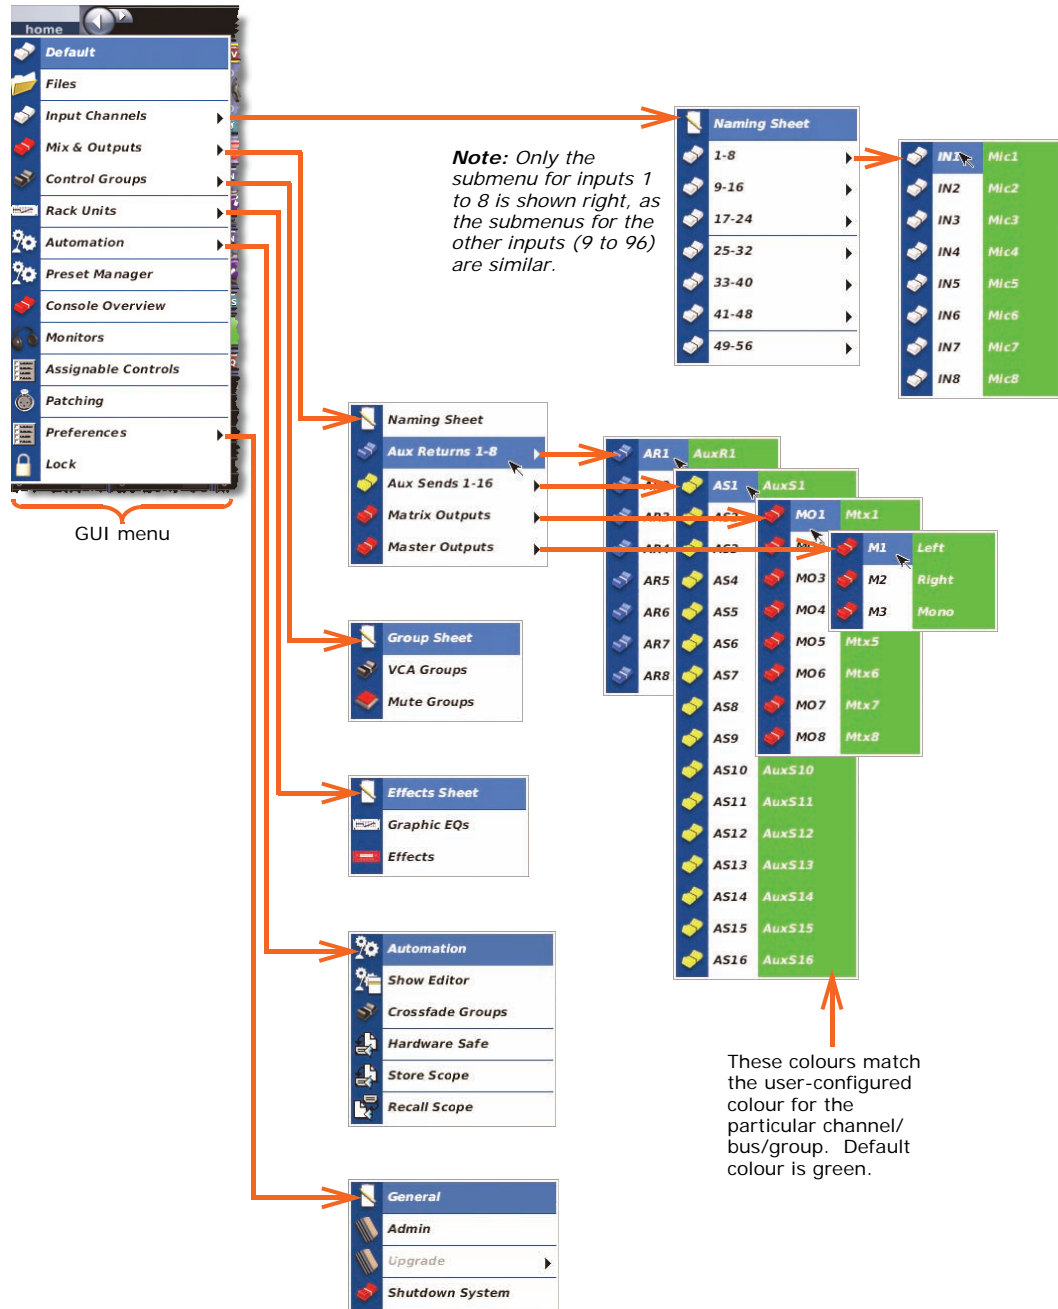 home
Default
Files
Input Channels
Mix & Outputs
Control Groups
Rack Units
Automation
Preset Manager
Console Overview
Monitors
Assignable Controls
Patching
Preferences
Lock
GUI menu
Note: Only the
submenu for inputs 1
to 8 is shown right, as
the submenus for the
other inputs (9 to 96)
are similar.
Naming Sheet
1-8
9-16
17-24
25-32
33-40
41-48
49-56
IN1 Mic1
IN2 Mic2
IN3 Mic3
IN4 Mic4
IN5 Mic5
IN6 Mic6
IN7 Mic7
IN8 Mic8
Naming Sheet
Aux Returns 1-8
Aux Sends 1-16
Matrix Outputs
Master Outputs
AR1 AuxR1
AR5
AR6
AR7
AR8
AS1 AuxS1
AS4
AS5
AS6
AS7
AS8
AS9
AS10 AuxS10
AS11 AuxS11
AS12 AuxS12
AS13 AuxS13
AS14 AuxS14
AS15 AuxS15
AS16 AuxS16
MO1 Mtx1
MO3
MO4
MO5 Mtx5
MO6 Mtx6
MO7 Mtx7
MO8 Mtx8
M1 Left
M2 Right
M3 Mono
Group Sheet
VCA Groups
Mute Groups
Effects Sheet
Graphic EQs
Effects
Automation
Show Editor
Crossfade Groups
Hardware Safe
Store Scope
Recall Scope
These colours match
the user-configured
colour for the
particular channel/
bus/group. Default
colour is green.
General
Admin
Upgrade
Shutdown System